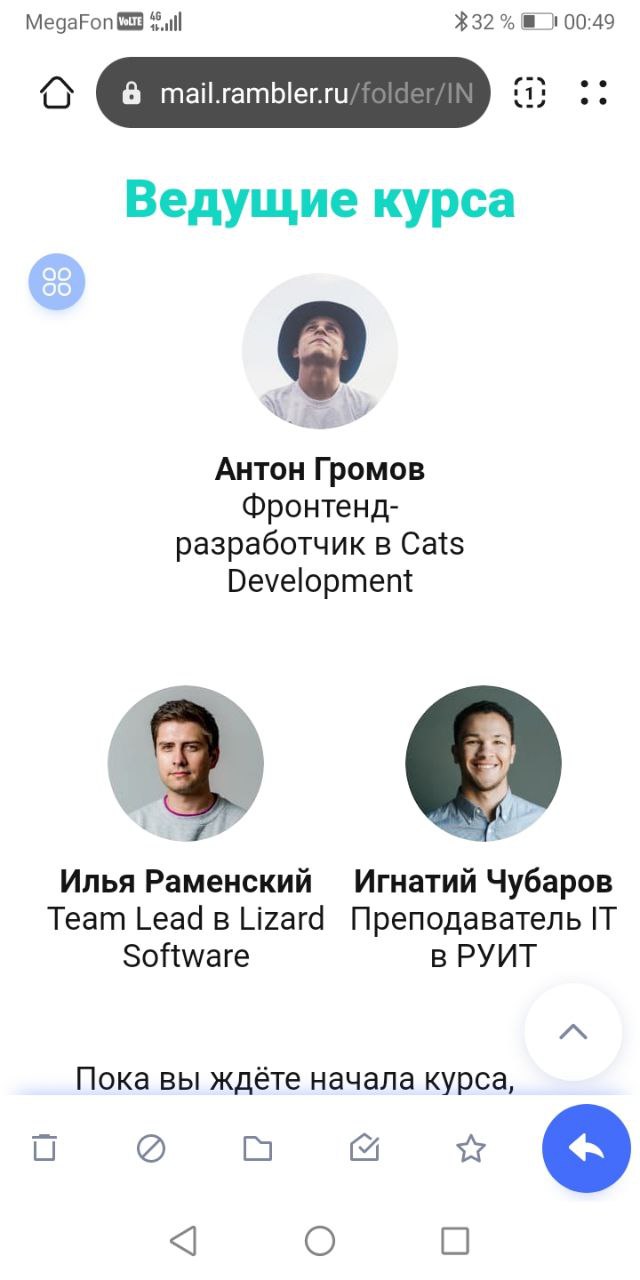 MegaFon VoLTE 4G 32 % 00:49
mail.rambler.ru/folder/IN
1
Ведущие курса
Антон Громов
Фронтенд-
разработчик в Cats
Development
Илья Раменский
Team Lead в Lizard
Software
Игнатий Чубаров
Преподаватель IT
в РУИТ
Пока вы ждёте начала курса,